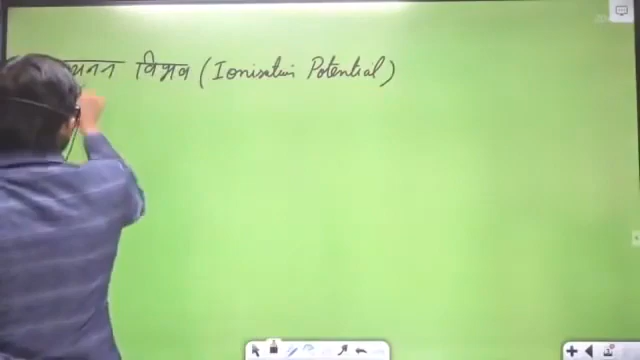 विभव (Ionisation Potential)